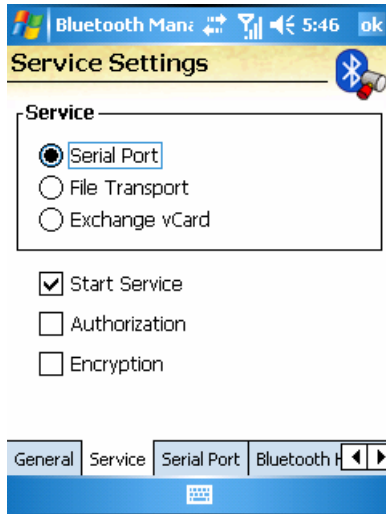 Bluetooth Mana 5:46 ok
Service Settings
Service
Serial Port
File Transport
Exchange vCard
Start Service
Authorization
Encryption
General Service Serial Port Bluetooth H